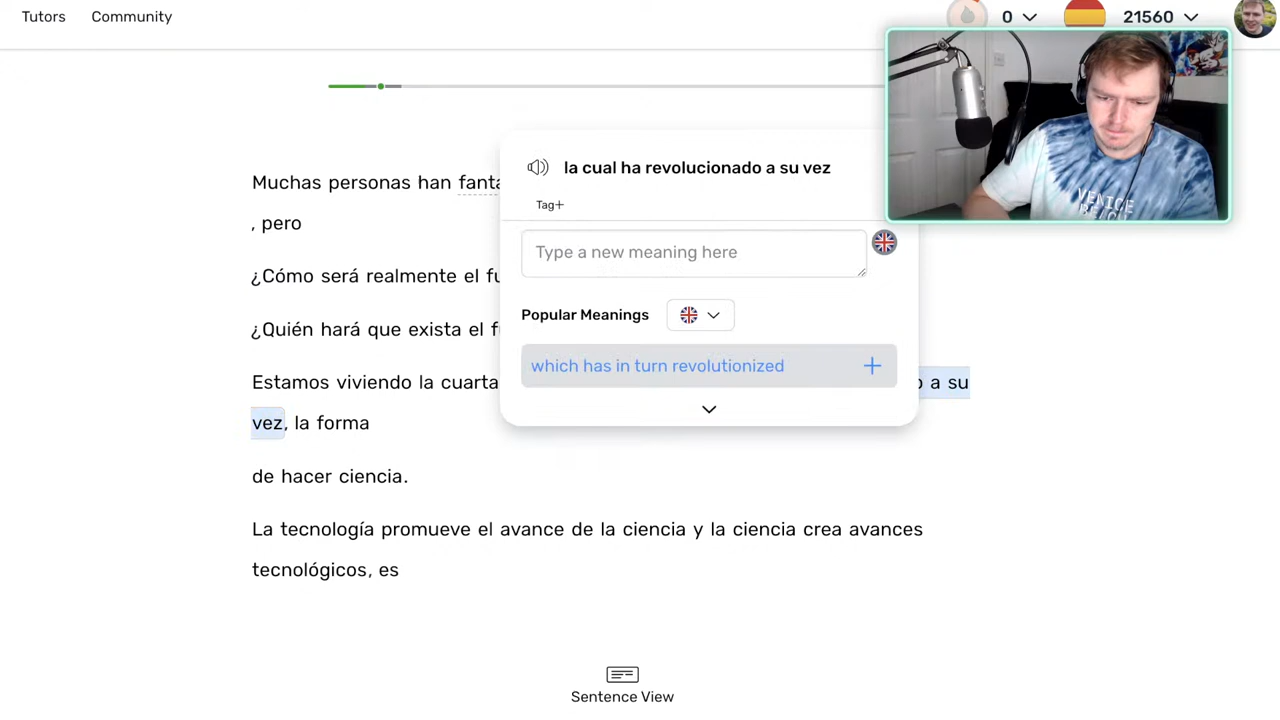 Tutors Community 0 21560
la cual ha revolucionado a su vez
Tag+
Type a new meaning here
Popular Meanings
which has in turn revolutionized
Muchas personas han
, pero
¿Cómo será realmente el
¿Quién hará que exista el
Estamos viviendo la cuarta a su
vez, la forma
de hacer ciencia.
La tecnología promueve el avance de la ciencia y la ciencia crea avances
tecnológicos, es
Sentence View
VENICE